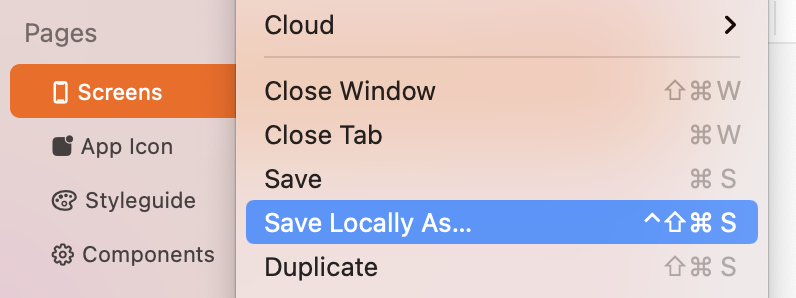 Pages
Screens
App Icon
Styleguide
Components
Cloud
Close Window ⇧⌘W
Close Tab ⌘W
Save ⌘S
Save Locally As... ^⇧⌘S
Duplicate ⇧⌘S